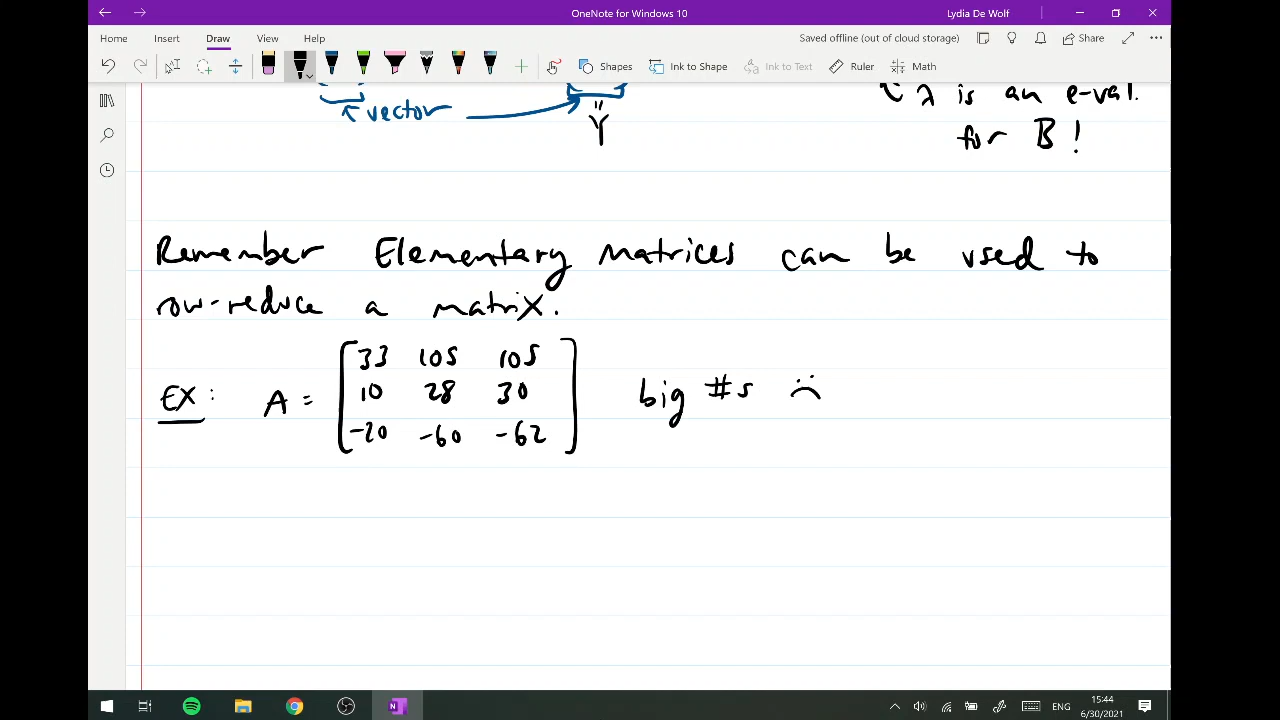 OneNote for Windows 10
Lydia De Wolf
Home Insert Draw View Help
Saved offline (out of cloud storage)
Share
Shapes
Ink to Shape
Ink to Text
Ruler
Math
vector
Y
λ is an e-val.
for B!
Remember Elementary matrices can be used to
row-reduce a matrix.
EX: A = [33 105 105
10 28 30
-20 -60 -62]
big #s :(
ENG
15:44
6/30/2021